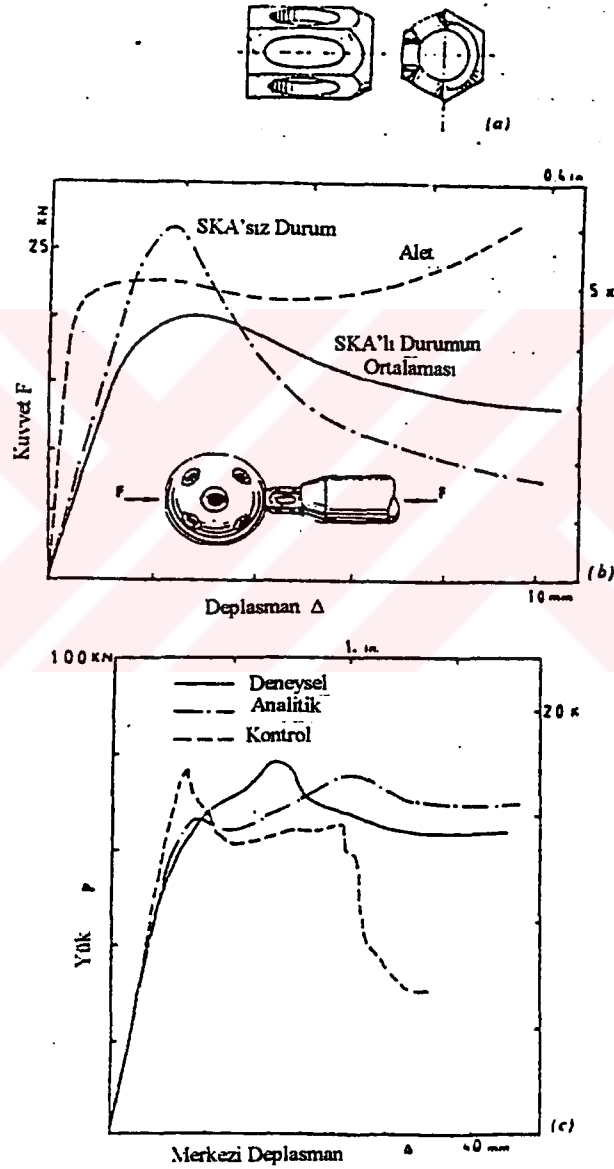 (a)
0.4 in
25 KN
SKA'sız Durum
Alet
5 K
SKA'lı Durumun
Ortalaması
Kuvvet F
F
F
(b)
Deplasman Δ
10 mm
100 KN
1. in.
Deneysel
Analitik
Kontrol
20 K
Yük P
(c)
Merkezi Deplasman Δ 40 mm